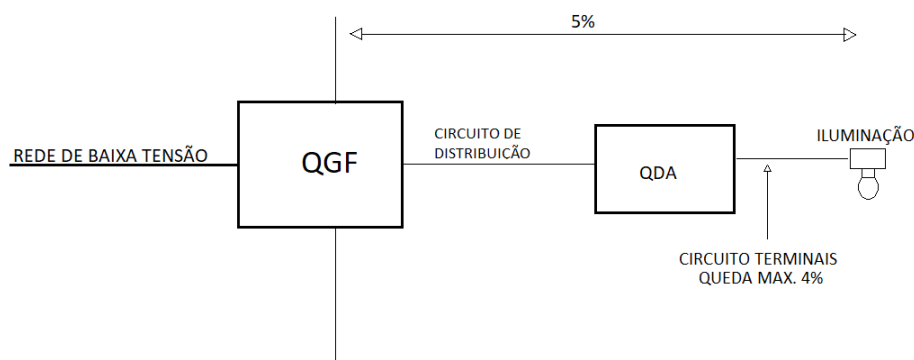 5%
REDE DE BAIXA TENSÃO
QGF
CIRCUITO DE
DISTRIBUIÇÃO
QDA
ILUMINAÇÃO
CIRCUITO TERMINAIS
QUEDA MAX. 4%